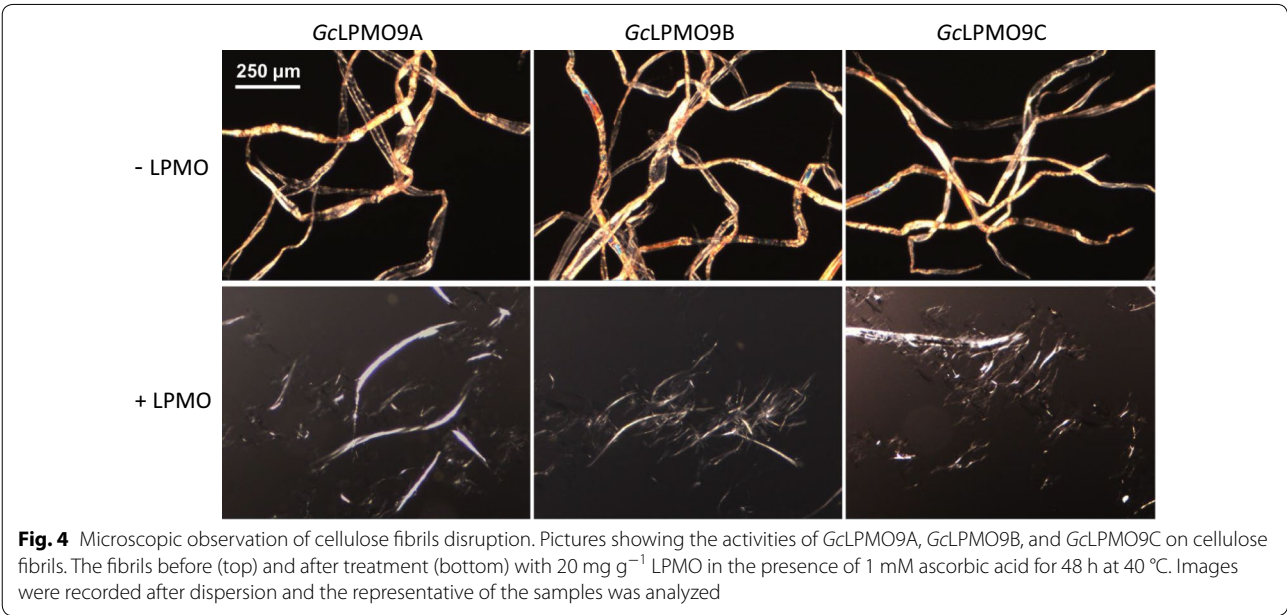 GcLPMO9A GcLPMO9B GcLPMO9C
250 µm
- LPMO
+ LPMO
Fig. 4 Microscopic observation of cellulose fibrils disruption. Pictures showing the activities of GcLPMO9A, GcLPMO9B, and GcLPMO9C on cellulose
fibrils. The fibrils before (top) and after treatment (bottom) with 20 mg g⁻¹ LPMO in the presence of 1 mM ascorbic acid for 48 h at 40 °C. Images
were recorded after dispersion and the representative of the samples was analyzed